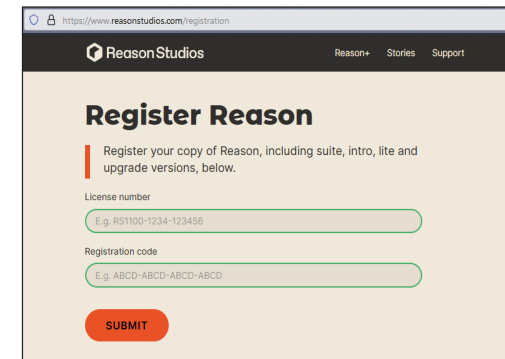 https://www.reasonstudios.com/registration
Reason Studios
Reason+ Stories Support
Register Reason
Register your copy of Reason, including suite, intro, lite and
upgrade versions, below.
License number
E.g. RS1100-1234-123456
Registration code
E.g. ABCD-ABCD-ABCD-ABCD
SUBMIT